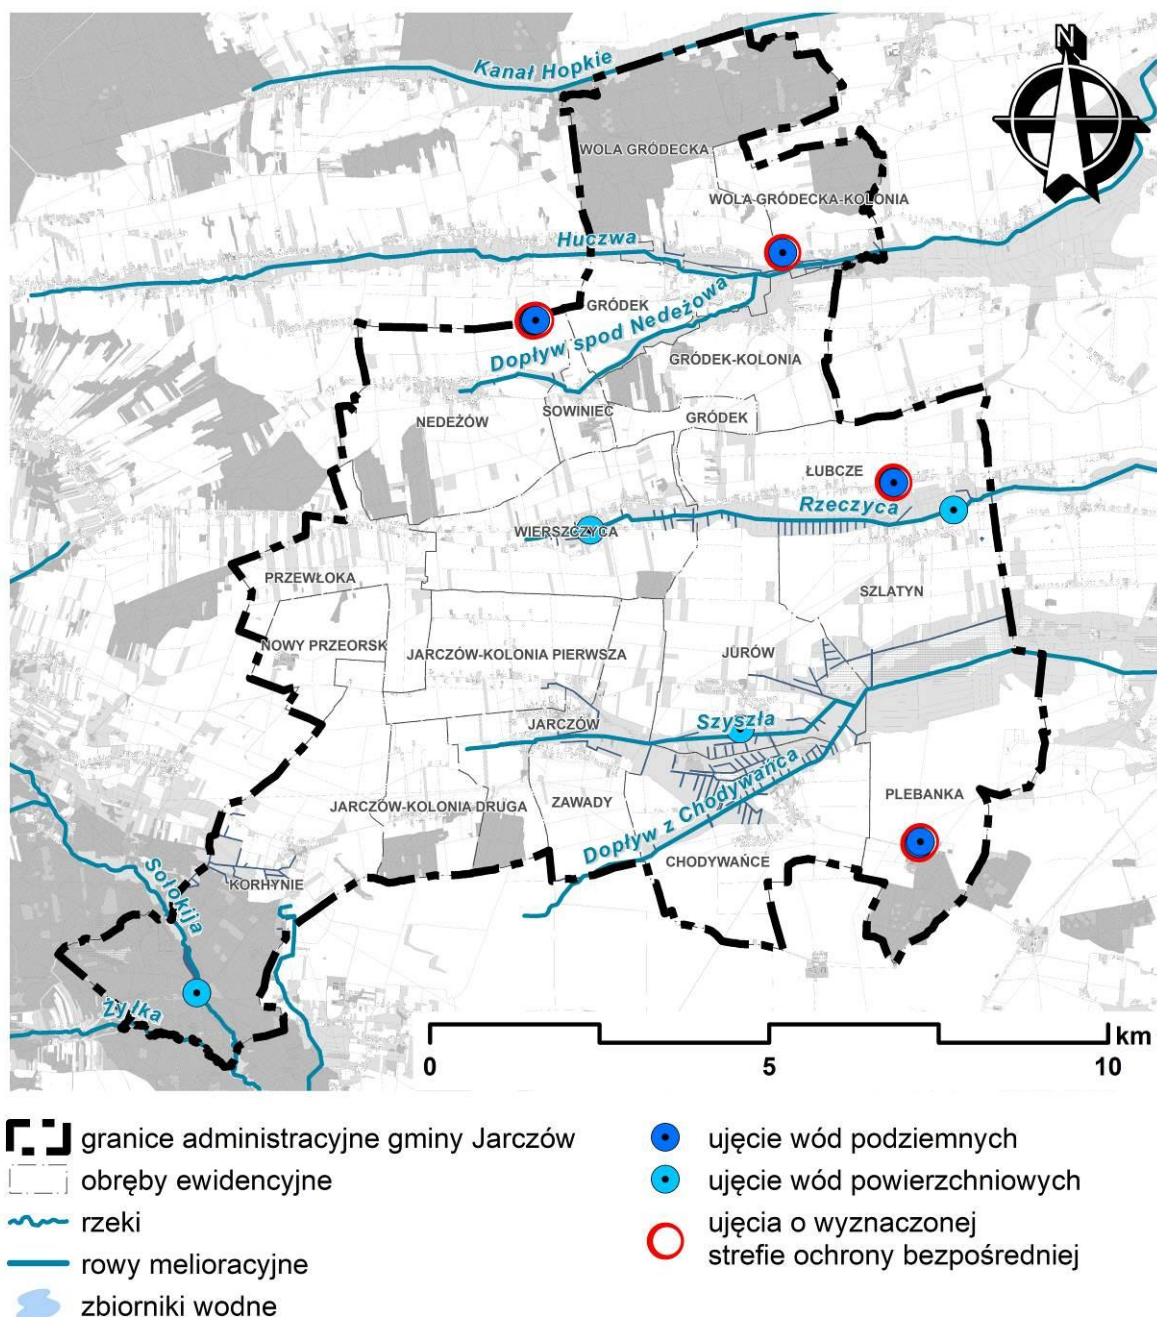 N
Kanał Hopkie
WOLA GRÓDECKA
WOLA GRÓDECKA-KOLONIA
Huczwa
GRÓDEK
Dopływ spod Nedeżowa
GRÓDEK-KOLONIA
SOWINIEC
NEDEŻÓW
GRÓDEK
ŁUBCZE
Rzeczyca
WIERSZCZYCA
PRZEWŁOKA
SZLATYN
NOWY PRZEORSK
JARCZÓW-KOLONIA PIERWSZA
JURÓW
Szyszła
JARCZÓW
Dopływ z Chodywańca
PLEBANKA
JARCZÓW-KOLONIA DRUGA
ZAWADY
CHODYWAŃCE
Sołokija
KORHYNIE
Żyłka
0 5 10 km
granice administracyjne gminy Jarczów
obręby ewidencyjne
rzeki
rowy melioracyjne
zbiorniki wodne
ujęcie wód podziemnych
ujęcie wód powierzchniowych
ujęcia o wyznaczonej
strefie ochrony bezpośredniej